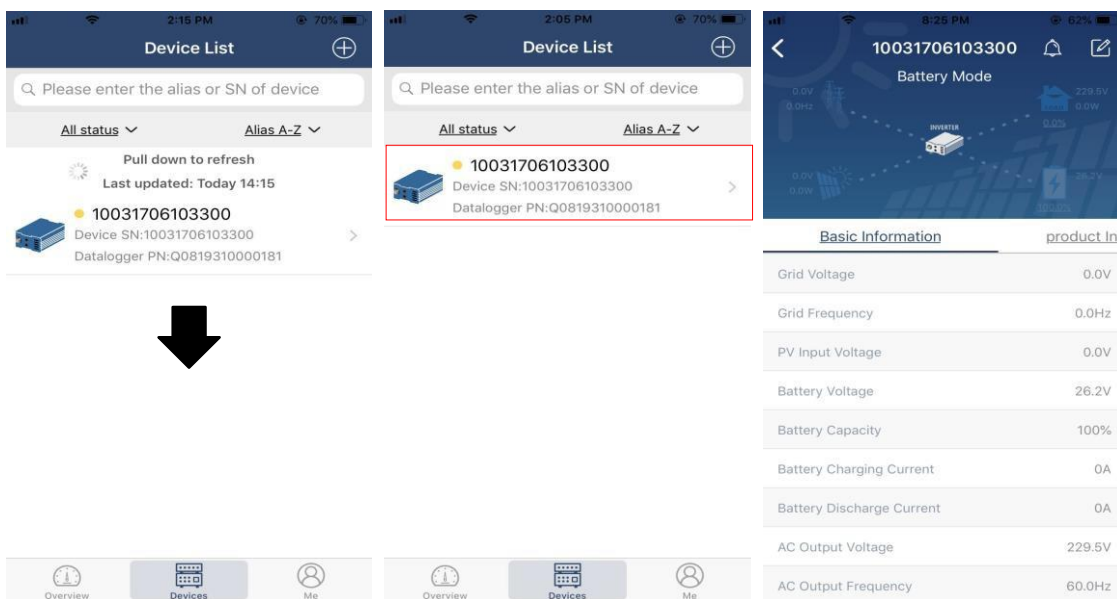 2:15 PM
70%
Device List
Please enter the alias or SN of device
All status
Alias A-Z
Pull down to refresh
Last updated: Today 14:15
10031706103300
Device SN:10031706103300
Datalogger PN:Q0819310000181
Overview
Devices
Me
2:05 PM
70%
Device List
Please enter the alias or SN of device
All status
Alias A-Z
10031706103300
Device SN:10031706103300
Datalogger PN:Q0819310000181
Overview
Devices
Me
8:25 PM
62%
10031706103300
Battery Mode
0.0V
0.0Hz
229.5V
0.0W
0.0%
INVERTER
0.0V
0.0W
26.2V
100.0%
Basic Information
product In
Grid Voltage 0.0V
Grid Frequency 0.0Hz
PV Input Voltage 0.0V
Battery Voltage 26.2V
Battery Capacity 100%
Battery Charging Current 0A
Battery Discharge Current 0A
AC Output Voltage 229.5V
AC Output Frequency 60.0Hz